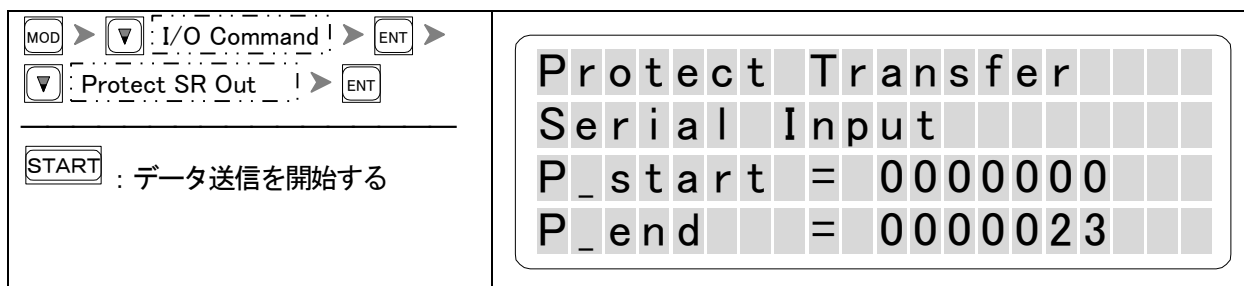 MOD > ▼ I/O Command > ENT >
▼ Protect SR Out > ENT
START : データ送信を開始する
Protect Transfer
Serial Input
P_start = 0000000
P_end = 0000023